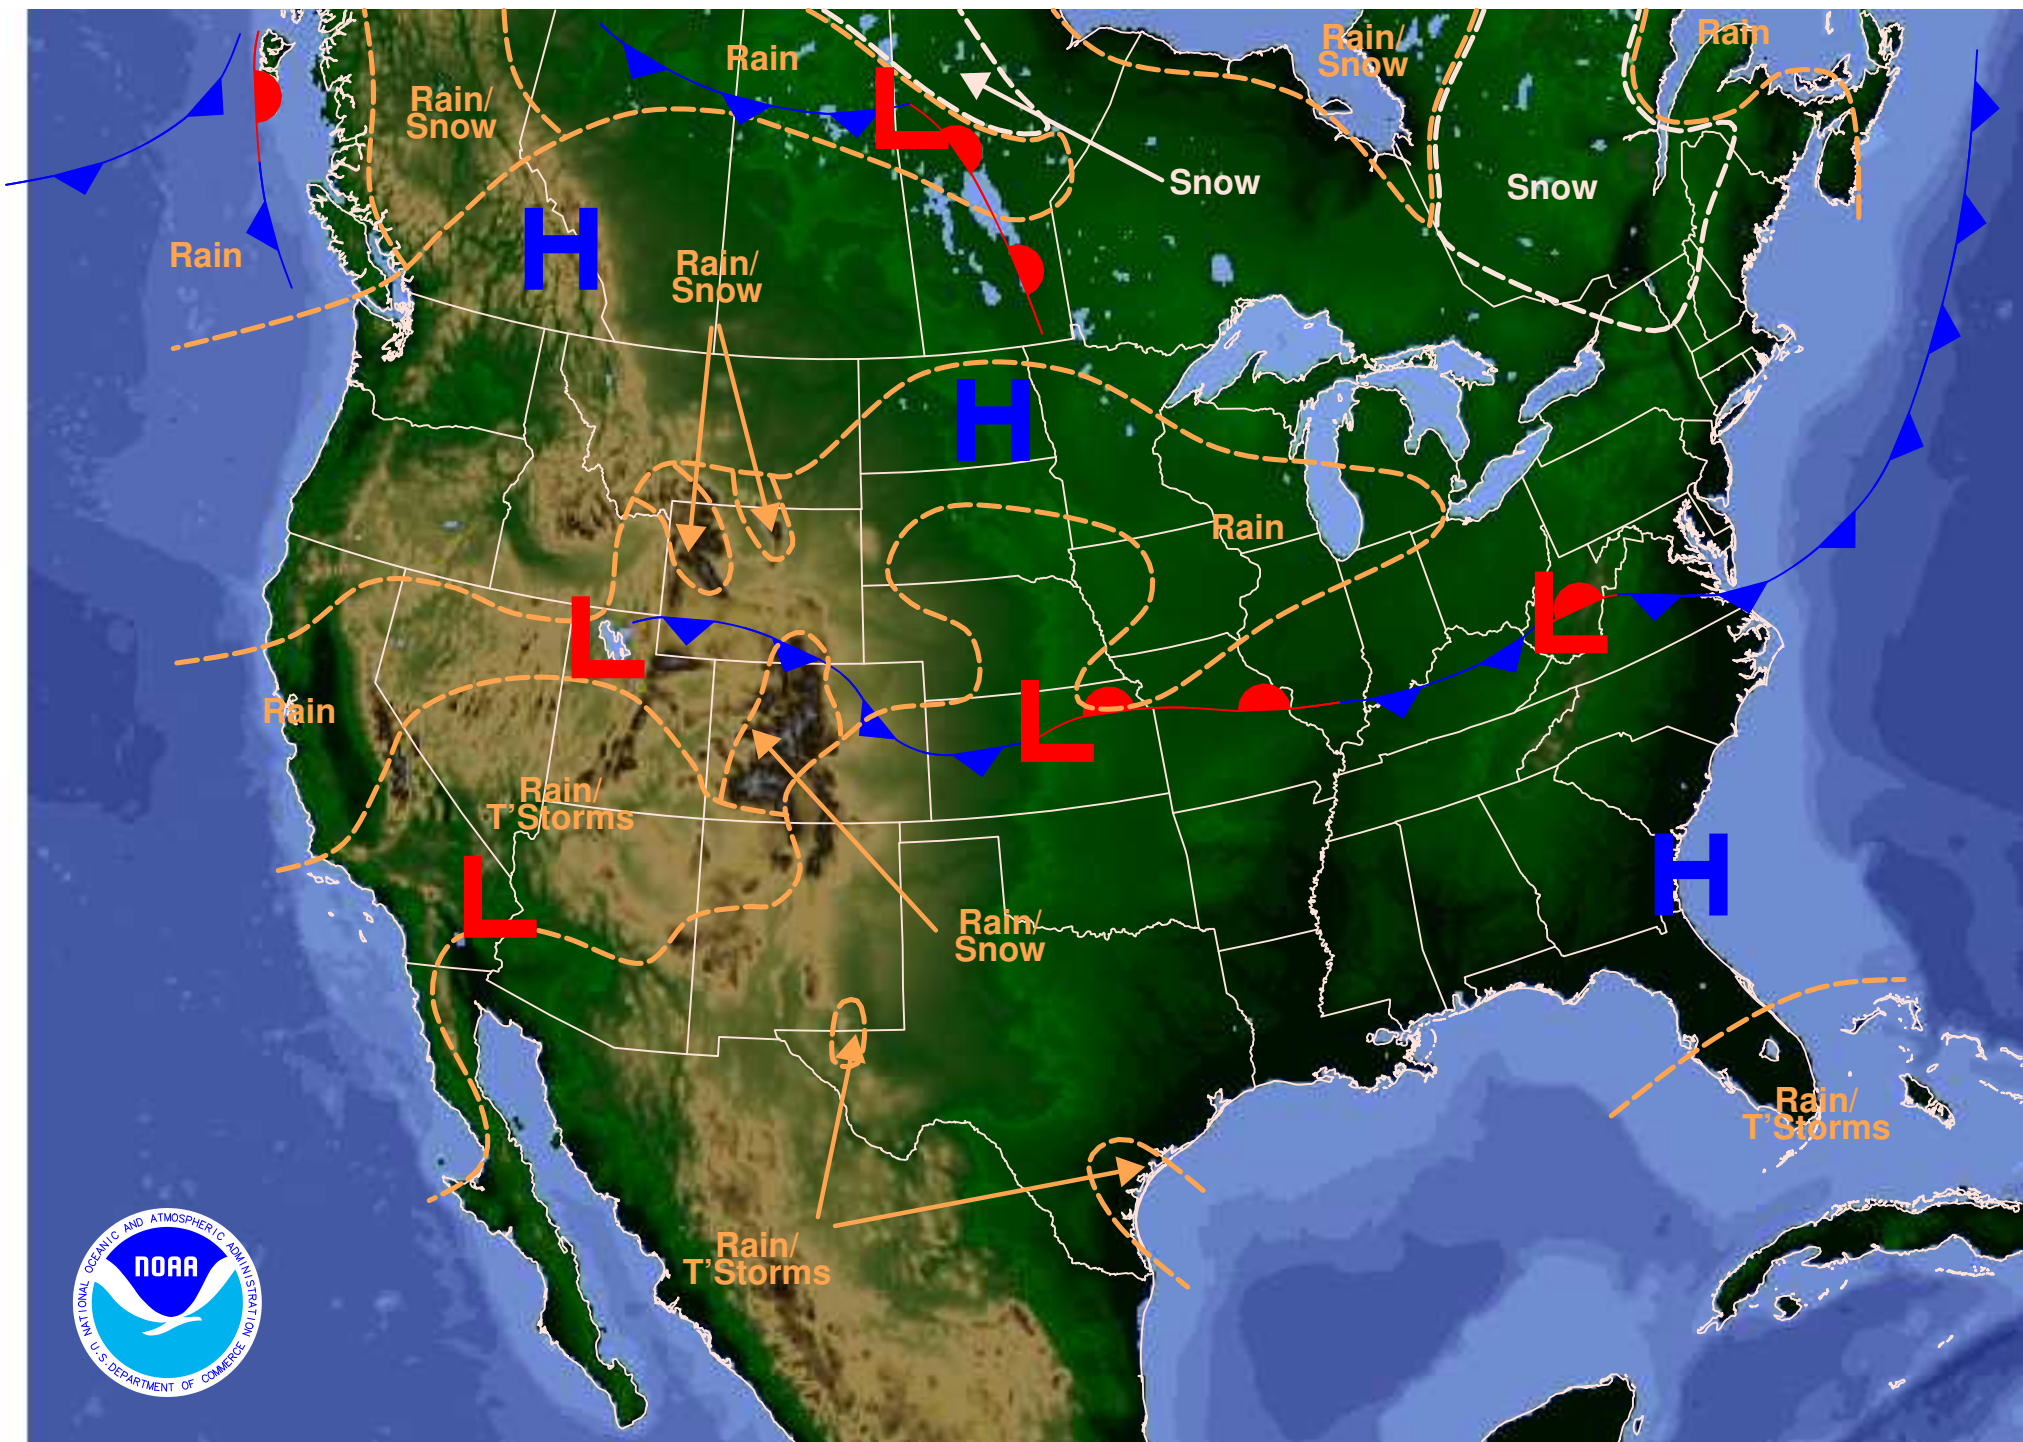 Rain
Rain/
Snow
Rain
Rain/
Snow
Snow
Snow
L
Rain
H
Rain/
Snow
H
Rain
L
L
L
Rain
Rain/
T'Storms
L
H
Rain/
Snow
Rain/
T'Storms
Rain/
T'Storms
NATIONAL OCEANIC AND ATMOSPHERIC ADMINISTRATION
NOAA
U.S. DEPARTMENT OF COMMERCE